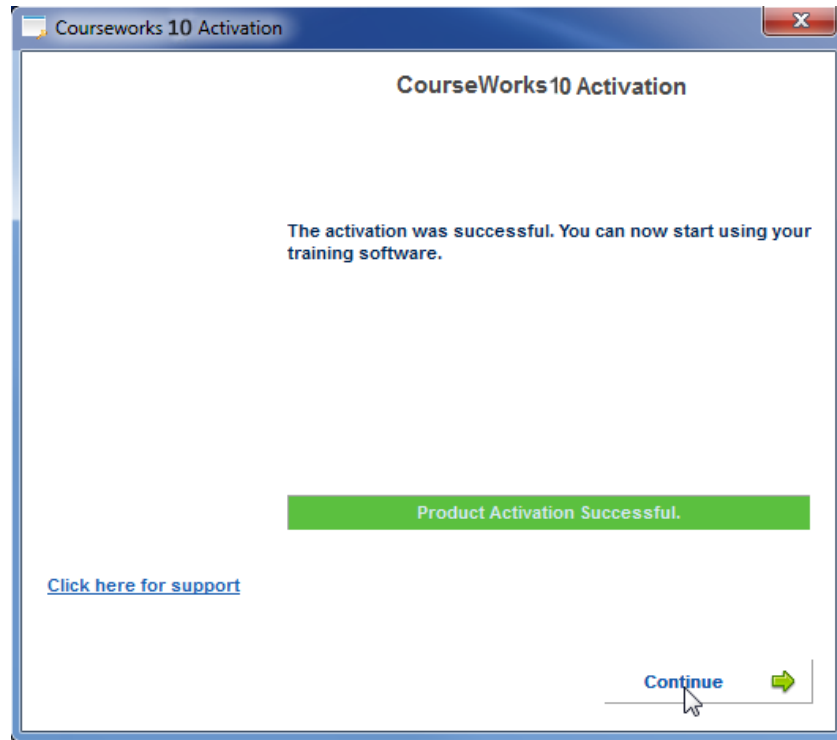 Courseworks 10 Activation
CourseWorks10 Activation
The activation was successful. You can now start using your
training software.
Product Activation Successful.
Click here for support
Continue